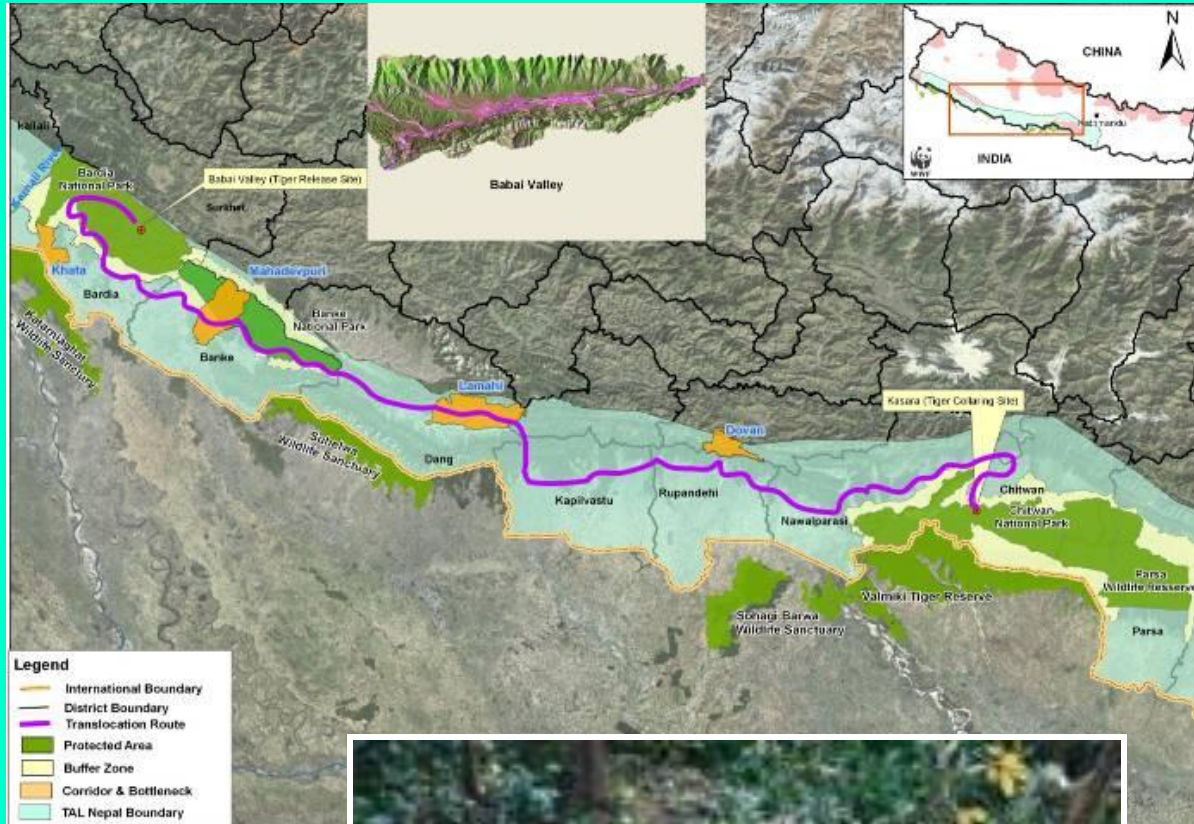 CHINA
N
Katmandu
INDIA
WWF
Babai Valley
kailali
Karnali River
Bardia
National Park
Babai Valley (Tiger Release Site)
Surkhet
Khata
Bardia
Mahadevpuri
Banke
National Park
Katarniaghat
Wildlife Sanctuary
Banke
Lamahi
Kasara (Tiger Collaring Site)
Suhelwa
Wildlife Sanctuary
Dang
Dovan
Kapilvastu
Rupandehi
Nawalparasi
Chitwan
Chitwan
National Park
Parsa
Wildlife Resserve
Valmiki Tiger Reserve
Sohagi Barwa
Wildlife Sanctuary
Parsa
Legend
International Boundary
District Boundary
Translocation Route
Protected Area
Buffer Zone
Corridor & Bottleneck
TAL Nepal Boundary